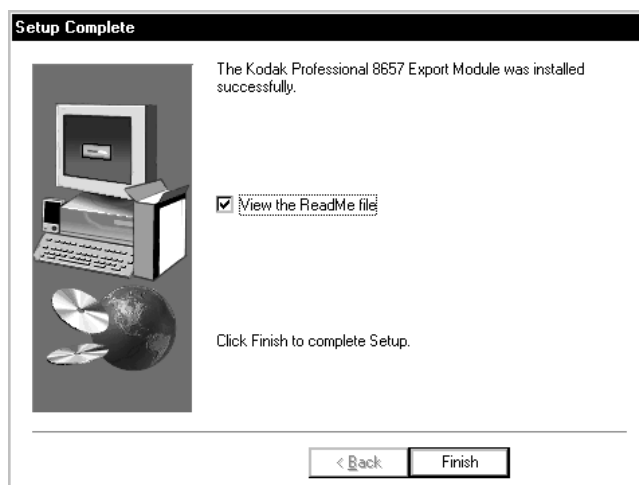 Setup Complete
The Kodak Professional 8657 Export Module was installed
successfully.
View the ReadMe file
Click Finish to complete Setup.
< Back
Finish